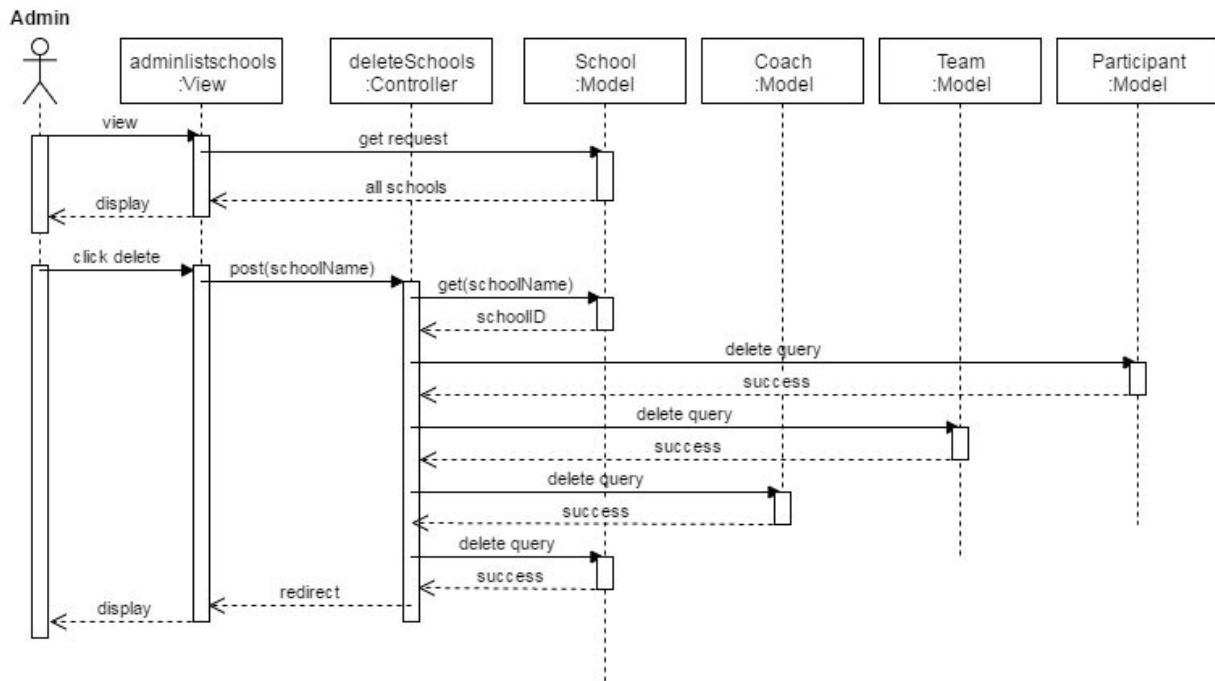 Admin
adminlistschools
:View
deleteSchools
:Controller
School
:Model
Coach
:Model
Team
:Model
Participant
:Model
view
get request
all schools
display
click delete
post(schoolName)
get(schoolName)
schoolID
delete query
success
delete query
success
delete query
success
delete query
success
redirect
display